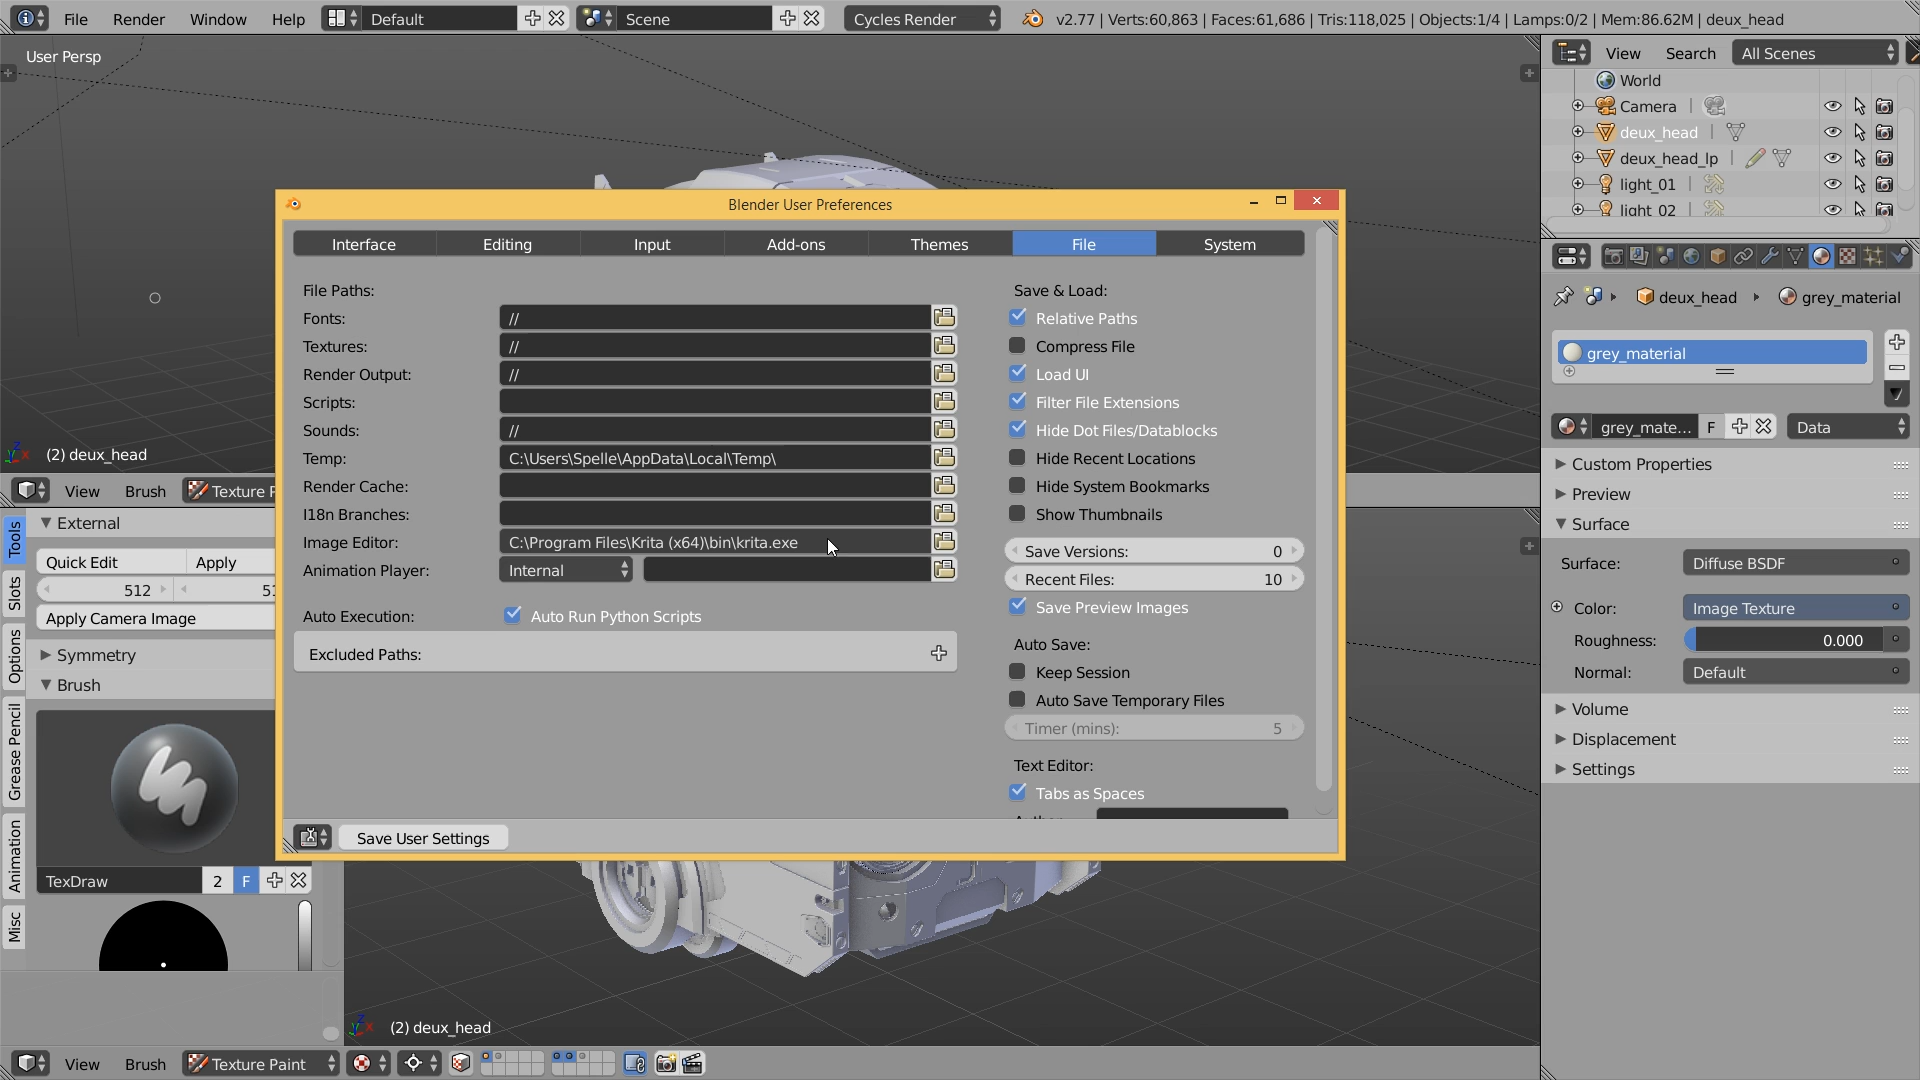 File Render Window Help Default Scene Cycles Render v2.77 | Verts:60,863 | Faces:61,686 | Tris:118,025 | Objects:1/4 | Lamps:0/2 | Mem:86.62M | deux_head
User Persp
View Search All Scenes
World
Camera
deux_head
deux_head_lp
light_01
light_02
Blender User Preferences
Interface Editing Input Add-ons Themes File System
File Paths:
Fonts: //
Textures: //
Render Output: //
Scripts:
Sounds: //
Temp: C:\Users\Spelle\AppData\Local\Temp\
Render Cache:
I18n Branches:
Image Editor: C:\Program Files\Krita (x64)\bin\krita.exe
Animation Player: Internal
Auto Execution: Auto Run Python Scripts
Excluded Paths:
Save & Load:
Relative Paths
Compress File
Load UI
Filter File Extensions
Hide Dot Files/Datablocks
Hide Recent Locations
Hide System Bookmarks
Show Thumbnails
Save Versions: 0
Recent Files: 10
Save Preview Images
Auto Save:
Keep Session
Auto Save Temporary Files
Timer (mins): 5
Text Editor:
Tabs as Spaces
Save User Settings
deux_head grey_material
grey_material
grey_mate... F Data
Custom Properties
Preview
Surface
Surface: Diffuse BSDF
Color: Image Texture
Roughness: 0.000
Normal: Default
Volume
Displacement
Settings
(2) deux_head
View Brush Texture P
Tools
Slots
Options
Grease Pencil
Animation
Misc
External
Quick Edit Apply
512 51
Apply Camera Image
Symmetry
Brush
TexDraw 2 F
(2) deux_head
View Brush Texture Paint